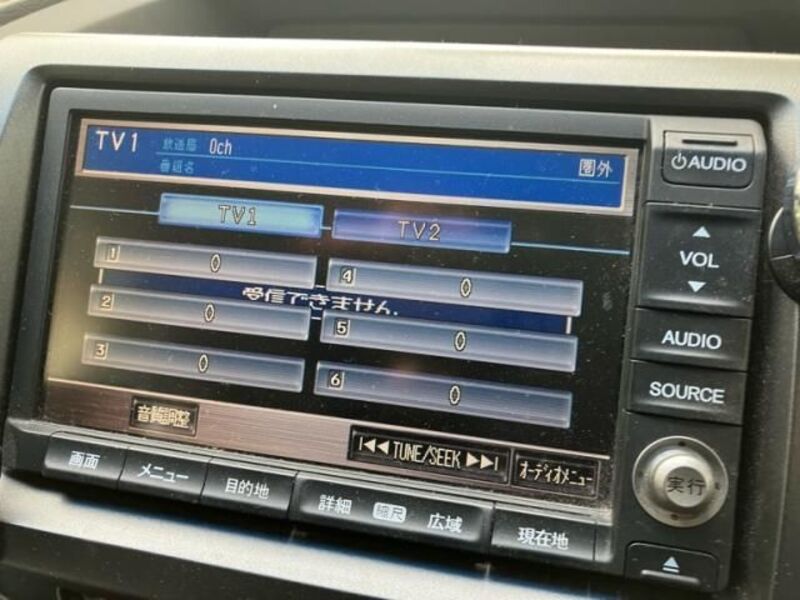 TV1 放送局 0ch
番組名
圏外
TV1
TV2
1 0
4 0
受信できません.
2 0
5 0
3 0
6 0
音質調整
TUNE/SEEK
オーディオメニュー
画面
メニュー
目的地
詳細
縮尺
広域
現在地
AUDIO
VOL
AUDIO
SOURCE
実行